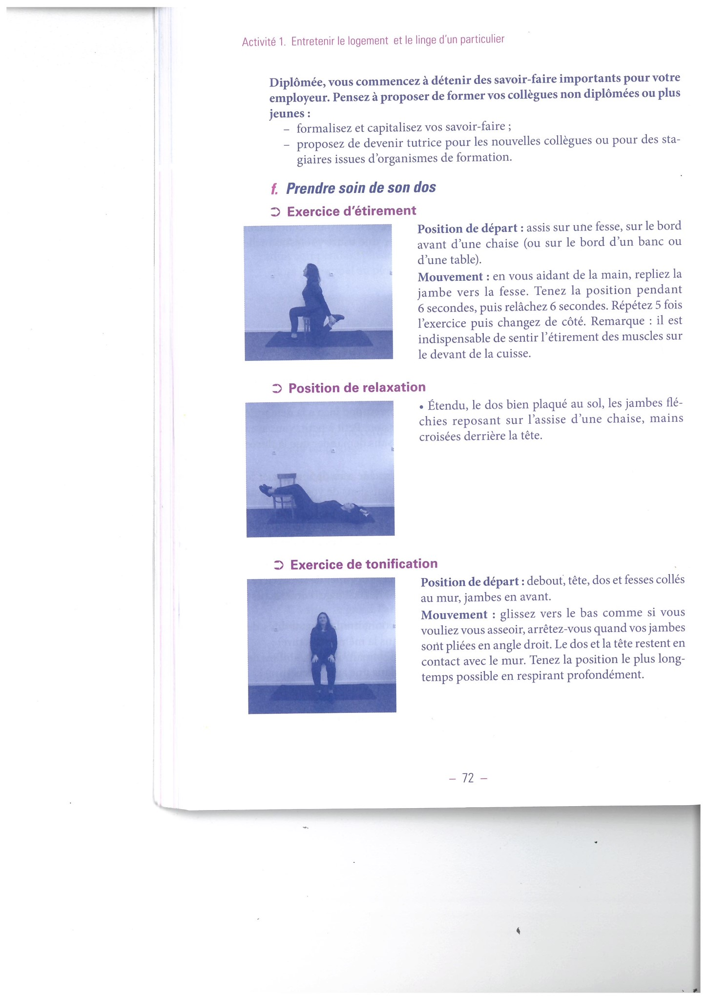 Activité 1. Entretenir le logement et le linge d'un particulier
Diplômée, vous commencez à détenir des savoir-faire importants pour votre
employeur. Pensez à proposer de former vos collègues non diplômées ou plus
jeunes :
– formalisez et capitalisez vos savoir-faire ;
– proposez de devenir tutrice pour les nouvelles collègues ou pour des sta-
giaires issues d'organismes de formation.
f. Prendre soin de son dos
⊃ Exercice d'étirement
Position de départ : assis sur une fesse, sur le bord
avant d'une chaise (ou sur le bord d'un banc ou
d'une table).
Mouvement : en vous aidant de la main, repliez la
jambe vers la fesse. Tenez la position pendant
6 secondes, puis relâchez 6 secondes. Répétez 5 fois
l'exercice puis changez de côté. Remarque : il est
indispensable de sentir l'étirement des muscles sur
le devant de la cuisse.
⊃ Position de relaxation
• Étendu, le dos bien plaqué au sol, les jambes flé-
chies reposant sur l'assise d'une chaise, mains
croisées derrière la tête.
⊃ Exercice de tonification
Position de départ : debout, tête, dos et fesses collés
au mur, jambes en avant.
Mouvement : glissez vers le bas comme si vous
vouliez vous asseoir, arrêtez-vous quand vos jambes
sont pliées en angle droit. Le dos et la tête restent en
contact avec le mur. Tenez la position le plus long-
temps possible en respirant profondément.
– 72 –